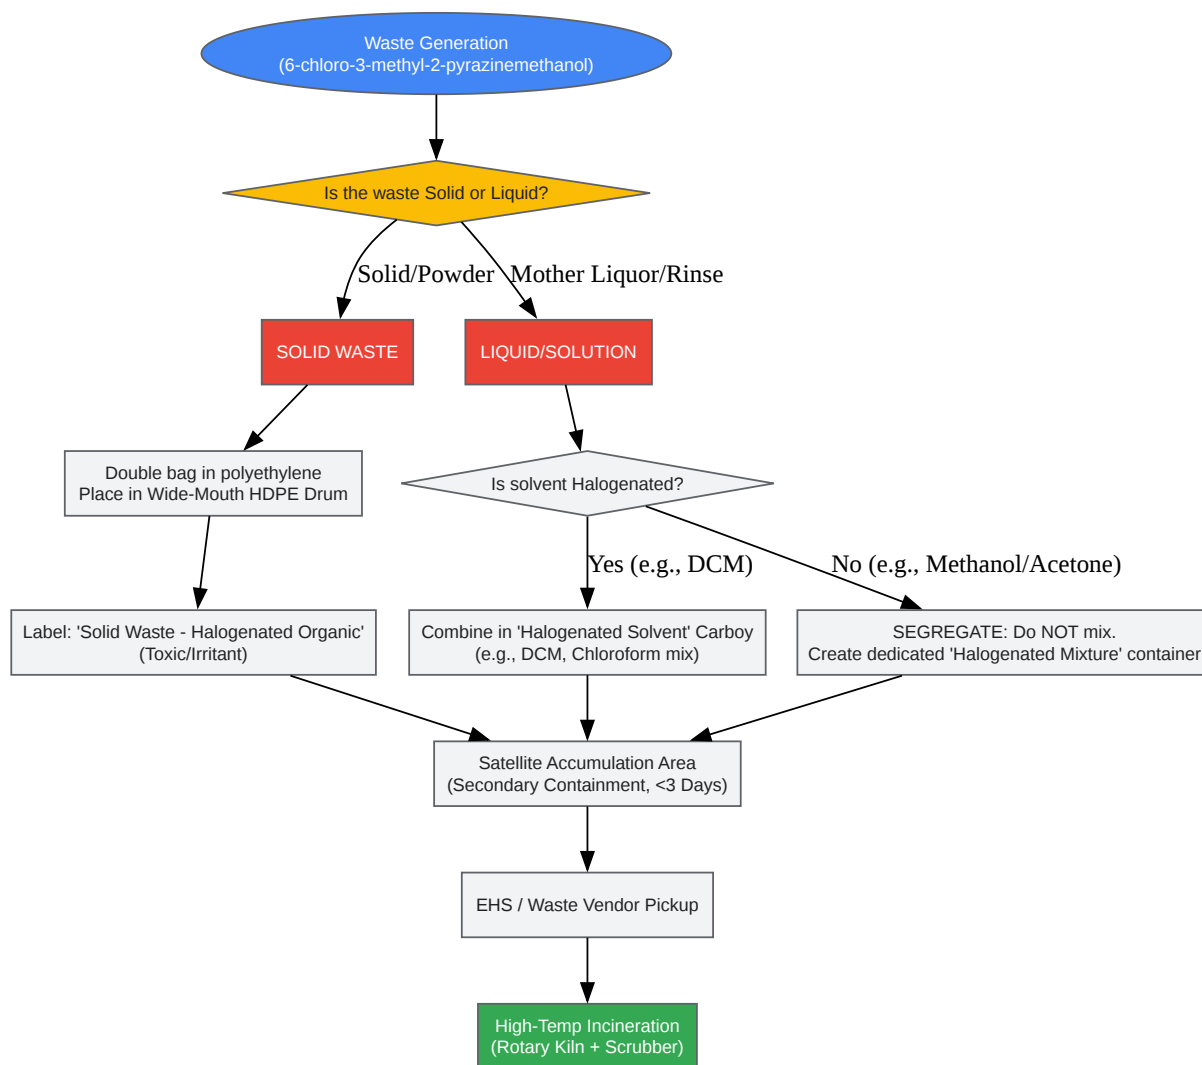 Waste Generation
(6-chloro-3-methyl-2-pyrazinemethanol)
Is the waste Solid or Liquid?
Solid/Powder
Mother Liquor/Rinse
SOLID WASTE
LIQUID/SOLUTION
Double bag in polyethylene
Place in Wide-Mouth HDPE Drum
Is solvent Halogenated?
Yes (e.g., DCM)
No (e.g., Methanol/Acetone)
Label: 'Solid Waste - Halogenated Organic'
(Toxic/Irritant)
Combine in 'Halogenated Solvent' Carboy
(e.g., DCM, Chloroform mix)
SEGREGATE: Do NOT mix.
Create dedicated 'Halogenated Mixture' container
Satellite Accumulation Area
(Secondary Containment, <3 Days)
EHS / Waste Vendor Pickup
High-Temp Incineration
(Rotary Kiln + Scrubber)